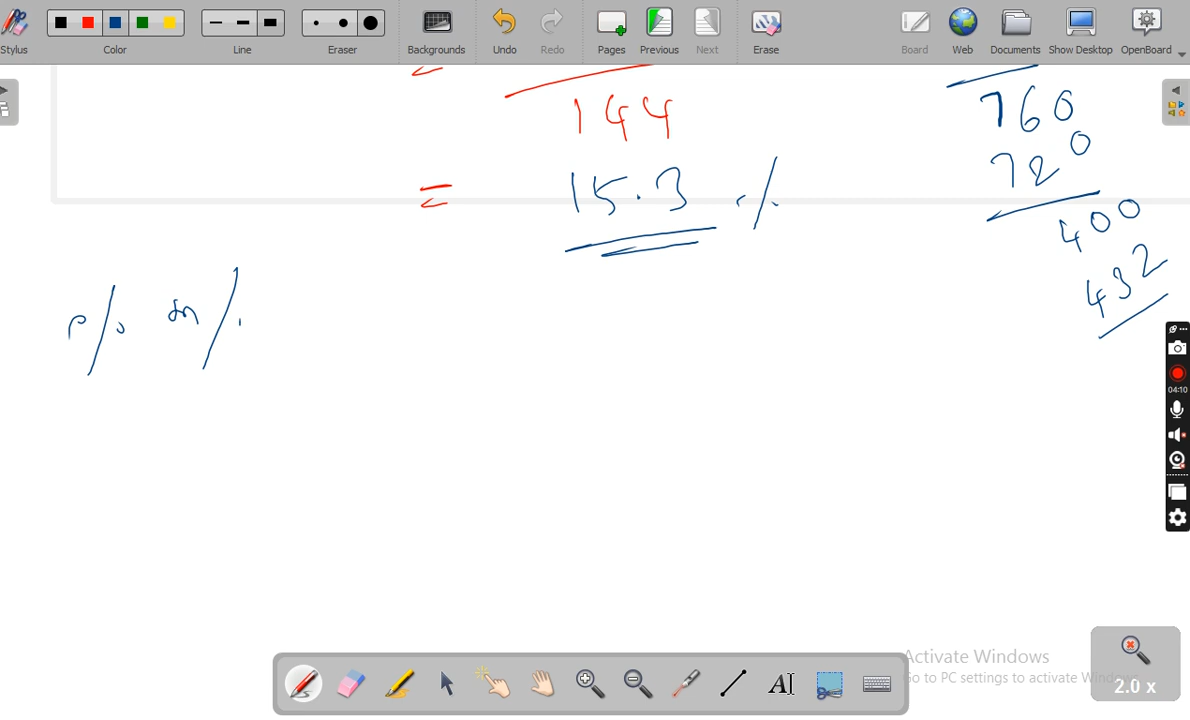 Stylus
Color
Line
Eraser
Backgrounds
Undo
Redo
Pages
Previous
Next
Erase
Board
Web
Documents
Show Desktop
OpenBoard
144
= 15.3 %
760
720
400
432
04:10
Activate Windows
Go to PC settings to activate Windows.
2.0 x